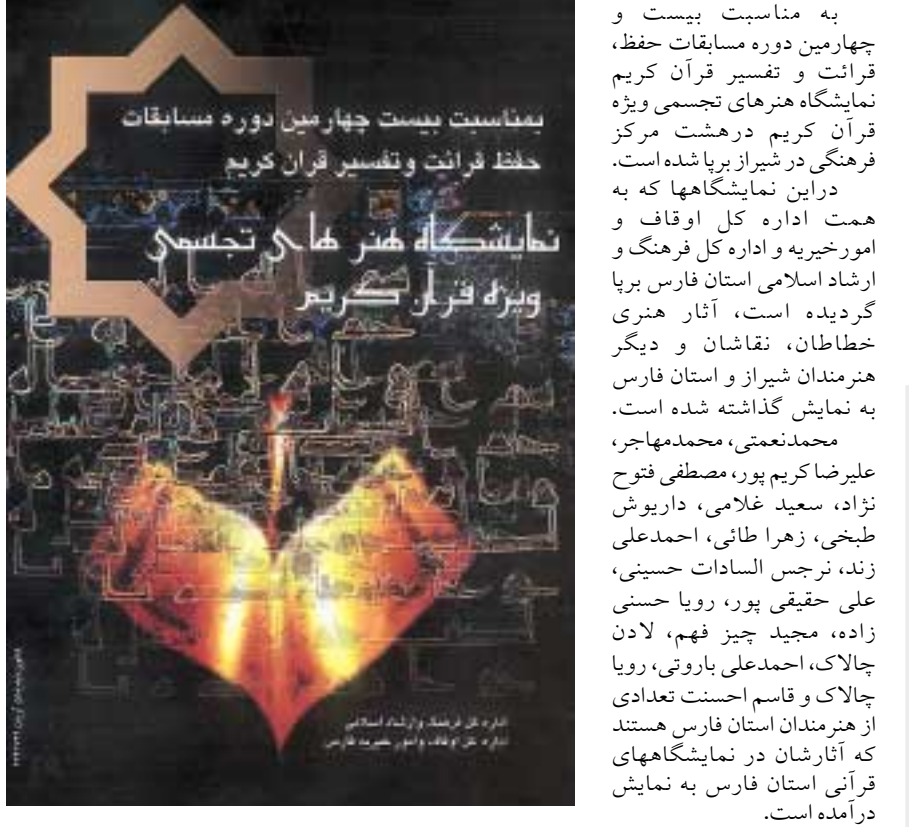 به مناسبت بیست و
چهارمین دوره مسابقات حفظ،
قرائت و تفسیر قرآن کریم
نمایشگاه هنرهای تجسمی ویژه
قرآن کریم درهشت مرکز
فرهنگی در شیراز برپا شده است.
دراین نمایشگاهها که به
همت اداره کل اوقاف و
امورخیریه و اداره کل فرهنگ و
ارشاد اسلامی استان فارس برپا
گردیده است، آثار هنری
خطاطان، نقاشان و دیگر
هنرمندان شیراز و استان فارس
به نمایش گذاشته شده است.
محمدنعمتی، محمدمهاجر،
علیرضا کریم پور، مصطفی فتوح
نژاد، سعید غلامی، داریوش
طبخی، زهرا طائی، احمدعلی
زند، نرجس السادات حسینی،
علی حقیقی پور، رویا حسنی
زاده، مجید چیز فهم، لادن
چالاک، احمدعلی باروتی، رویا
چالاک و قاسم احسنت تعدادی
از هنرمندان استان فارس هستند
که آثارشان در نمایشگاههای
قرآنی استان فارس به نمایش
درآمده است.
بمناسبت بیست چهارمین دوره مسابقات
حفظ قرائت وتفسیر قران کریم
نمایشگاه هنر های تجسمی
ویژه قرآن کریم
اداره کل فرهنگ وارشاد اسلامی
اداره کل اوقاف وامور خیریه فارس